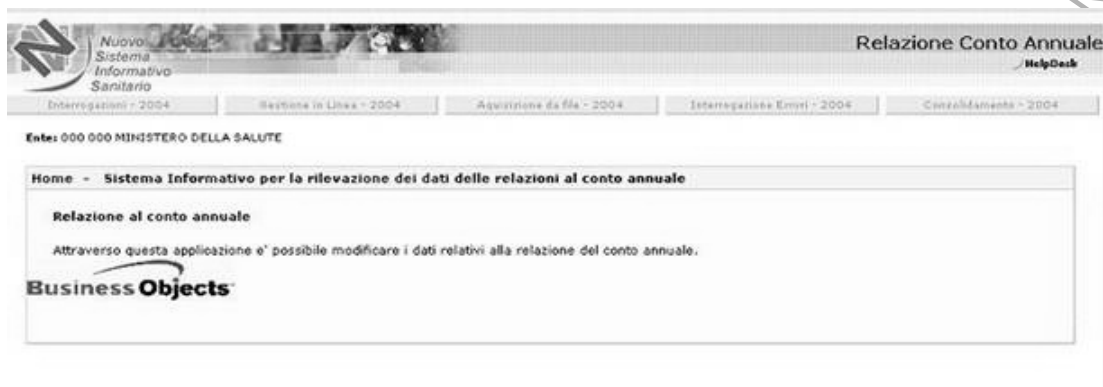 Nuovo
Sistema
Informativo
Sanitario
Relazione Conto Annuale
HelpDesk
Interrogazioni - 2004 Gestione in Linea - 2004 Aquisizione da file - 2004 Interrogazione Errori - 2004 Consolidamento - 2004
Ente: 000 000 MINISTERO DELLA SALUTE
Home - Sistema Informativo per la rilevazione dei dati delle relazioni al conto annuale
Relazione al conto annuale
Attraverso questa applicazione e' possibile modificare i dati relativi alla relazione del conto annuale.
Business Objects